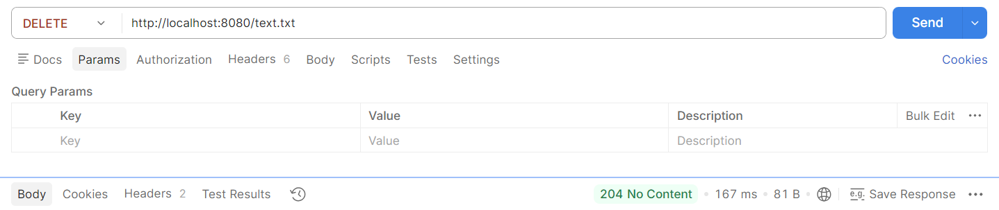 DELETE http://localhost:8080/text.txt Send
Docs Params Authorization Headers 6 Body Scripts Tests Settings Cookies
Query Params
Key Value Description Bulk Edit
Key Value Description
Body Cookies Headers 2 Test Results 204 No Content 167 ms 81 B e.g. Save Response